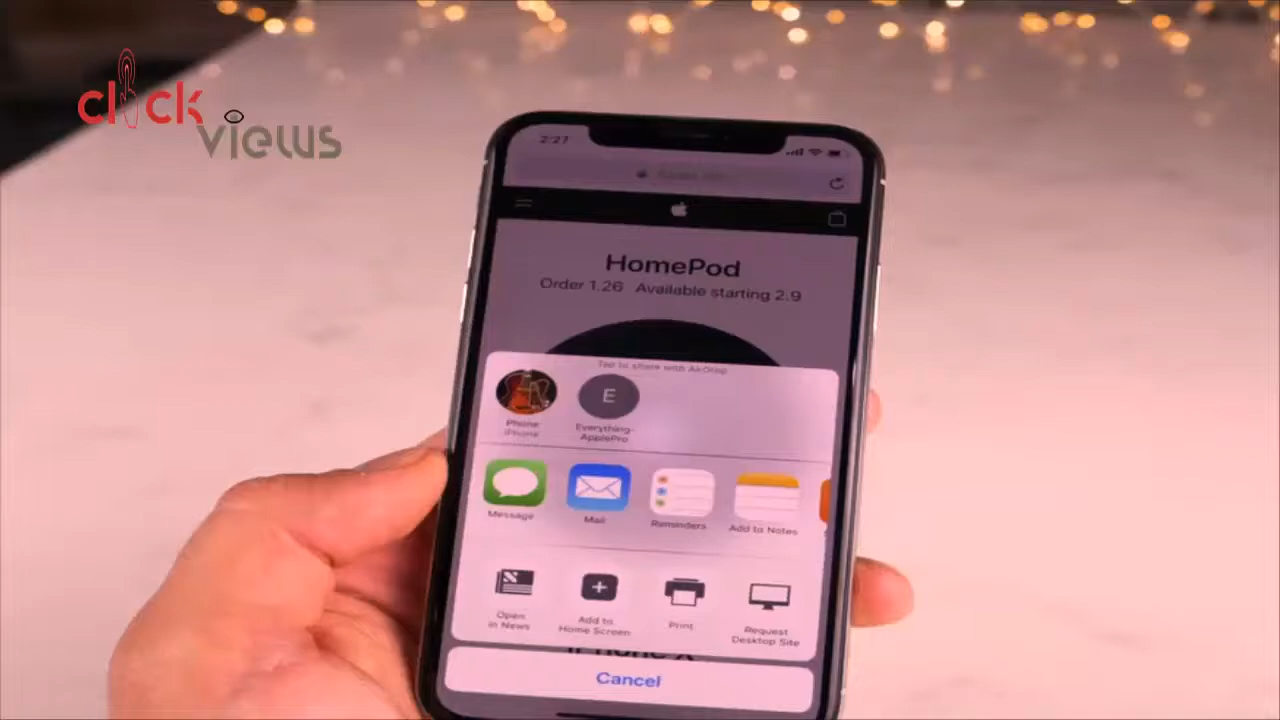 click
views
2:27
HomePod
Order 1.26 Available starting 2.9
Tap to share with AirDrop
E
Phone
iPhone
Everything-
ApplePro
Message
Mail
Reminders
Add to Notes
Open
in News
Add to
Home Screen
Print
Request
Desktop Site
iPhone X
Cancel